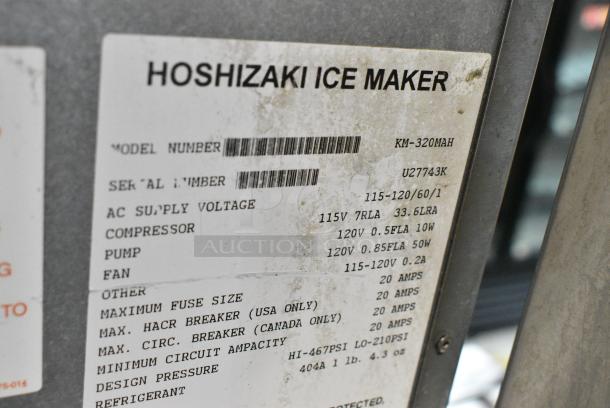 HOSHIZAKI ICE MAKER
MODEL NUMBER KM-320MAH
SERIAL NUMBER U27743K
AC SUPPLY VOLTAGE 115-120/60/1
COMPRESSOR 115V 7RLA 33.6LRA
PUMP 120V 0.5FLA 10W
FAN 120V 0.85FLA 50W
OTHER 115-120V 0.2A
MAXIMUM FUSE SIZE 20 AMPS
MAX. HACR BREAKER (USA ONLY) 20 AMPS
MAX. CIRC. BREAKER (CANADA ONLY) 20 AMPS
MINIMUM CIRCUIT AMPACITY 20 AMPS
DESIGN PRESSURE HI-467PSI LO-210PSI
REFRIGERANT 404A 1 lb. 4.3 oz
PROTECTED.
AUCTION
G
TO